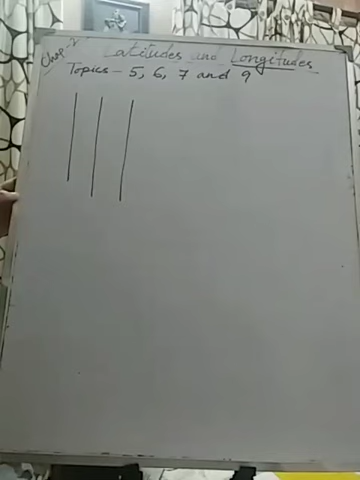 Chap-2 Latitudes and Longitudes
Topics - 5, 6, 7 and 9